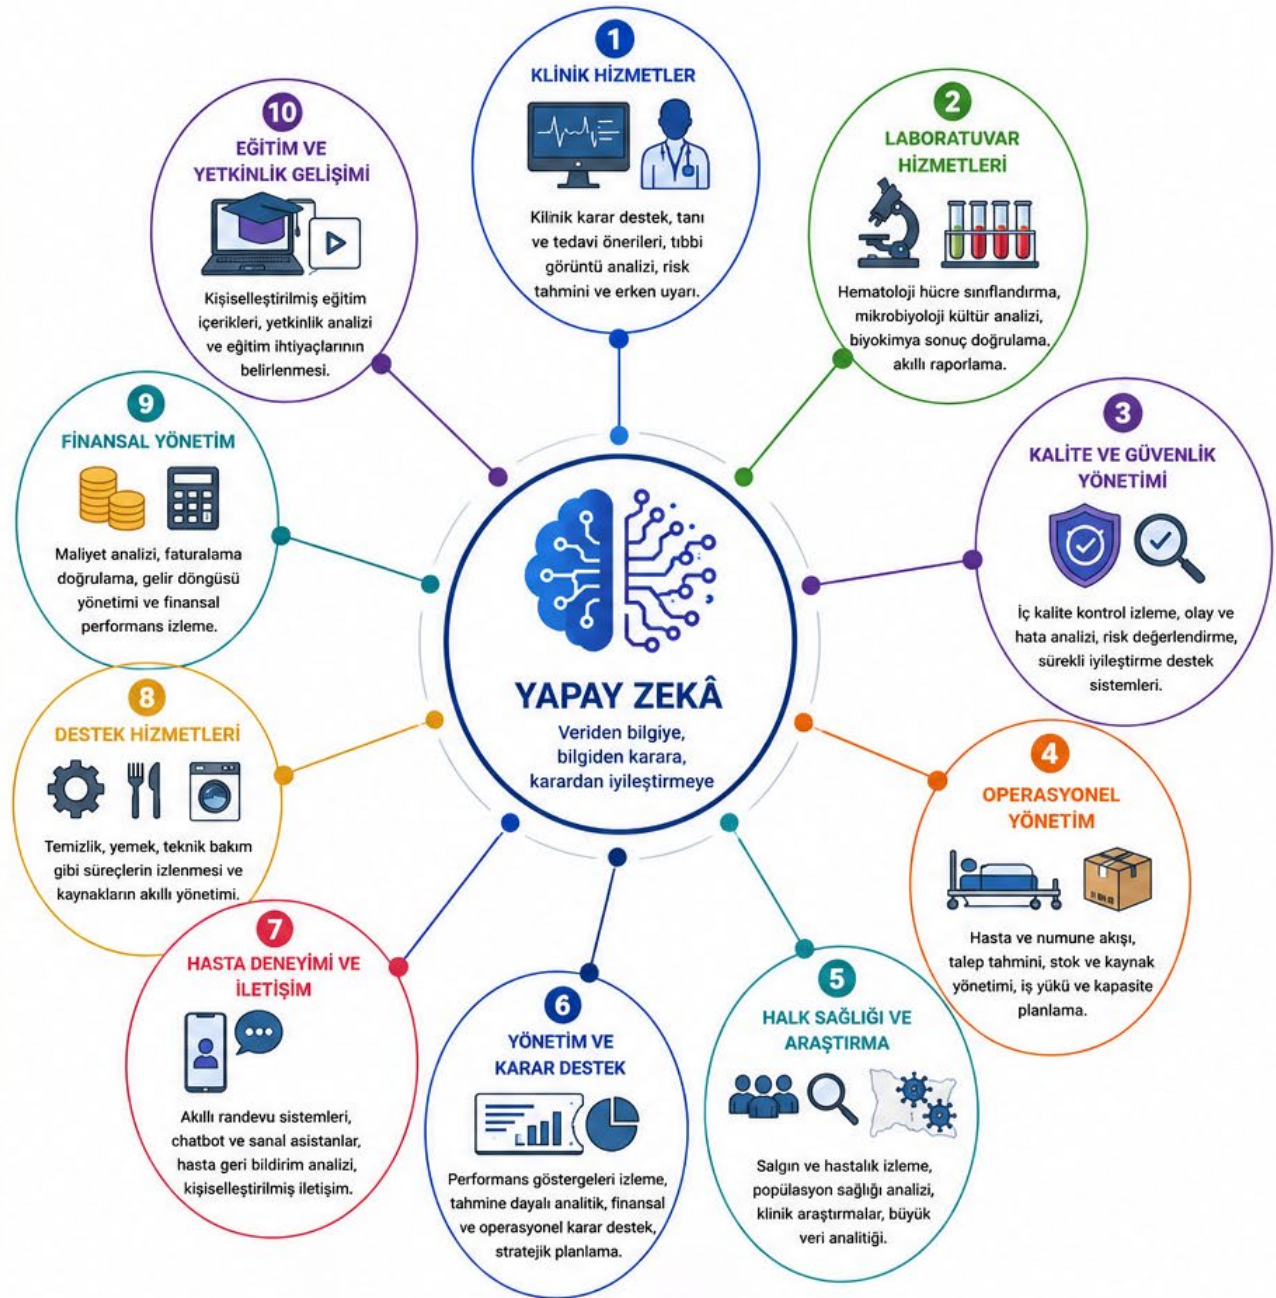 1
KLİNİK HİZMETLER
Kilinik karar destek, tanı
ve tedavi önerileri, tıbbi
görüntü analizi, risk
tahmini ve erken uyarı.
2
LABORATUVAR
HİZMETLERİ
Hematoloji hücre sınıflandırma,
mikrobiyoloji kültür analizi,
biyokimya sonuç doğrulama.
akıllı raporlama.
3
KALİTE VE GÜVENLİK
YÖNETİMİ
İç kalite kontrol izleme, olay ve
hata analizi, risk değerlendirme,
sürekli iyileştirme destek
sistemleri.
4
OPERASYONEL
YÖNETİM
Hasta ve numune akışı,
talep tahmini, stok ve kaynak
yönetimi, iş yükü ve kapasite
planlama.
5
HALK SAĞLIĞI VE
ARAŞTIRMA
Salgın ve hastalık izleme,
popülasyon sağlığı analizi,
klinik araştırmalar, büyük
veri analitiği.
6
YÖNETİM VE
KARAR DESTEK
Performans göstergeleri izleme,
tahmine dayalı analitik, finansal
ve operasyonel karar destek,
stratejik planlama.
7
HASTA DENEYİMİ VE
İLETİŞİM
Akıllı randevu sistemleri,
chatbot ve sanal asistanlar,
hasta geri bildirim analizi,
kişiselleştirilmiş iletişim.
8
DESTEK HİZMETLERİ
Temizlik, yemek, teknik bakım
gibi süreçlerin izlenmesi ve
kaynakların akıllı yönetimi.
9
FİNANSAL YÖNETİM
Maliyet analizi, faturalama
doğrulama, gelir döngüsü
yönetimi ve finansal
performans izleme.
10
EĞİTİM VE
YETKİNLİK GELİŞİMİ
Kişiselleştirilmiş eğitim
içerikleri, yetkinlik analizi
ve eğitim ihtiyaçlarının
belirlenmesi.
YAPAY ZEKÂ
Veriden bilgiye,
bilgiden karara,
karardan iyileştirmeye